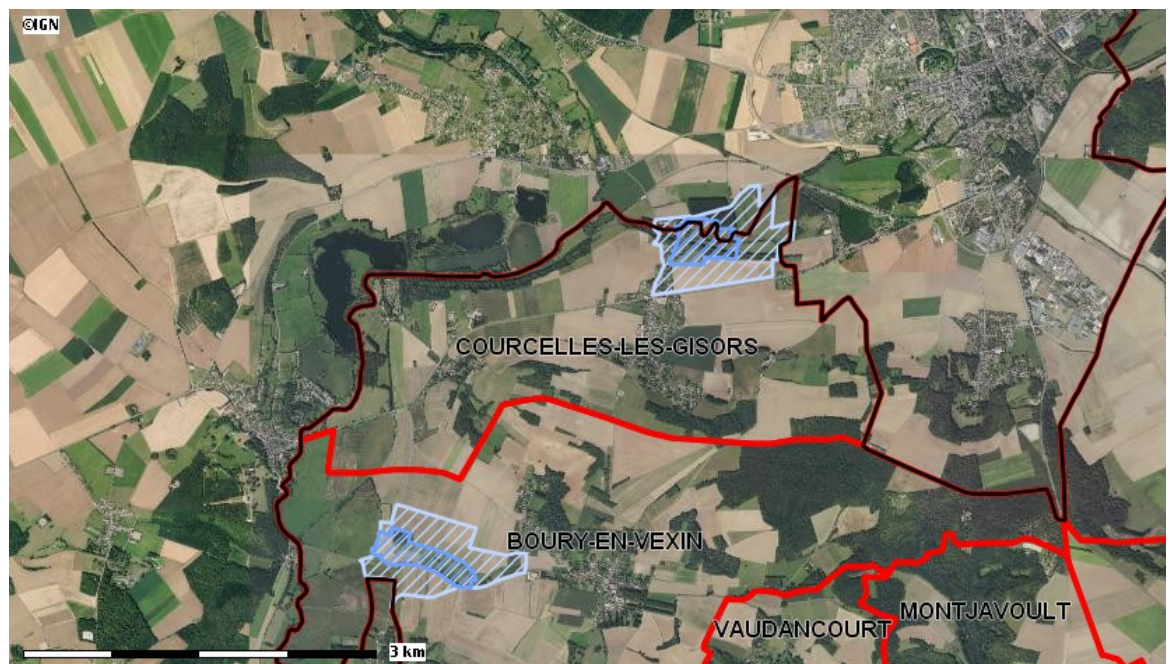 ©IGN
COURCELLES-LES-GISORS
BOURY-EN-VEXIN
MONTJAVOULT
VAUDANCOURT
3 km